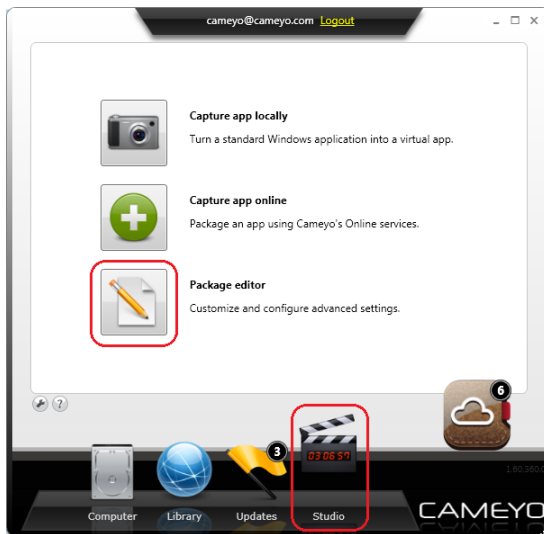 cameyo@cameyo.com Logout
Capture app locally
Turn a standard Windows application into a virtual app.
Capture app online
Package an app using Cameyo's Online services.
Package editor
Customize and configure advanced settings.
?
6
3
03 06 57
Computer Library Updates Studio
CAMEYO